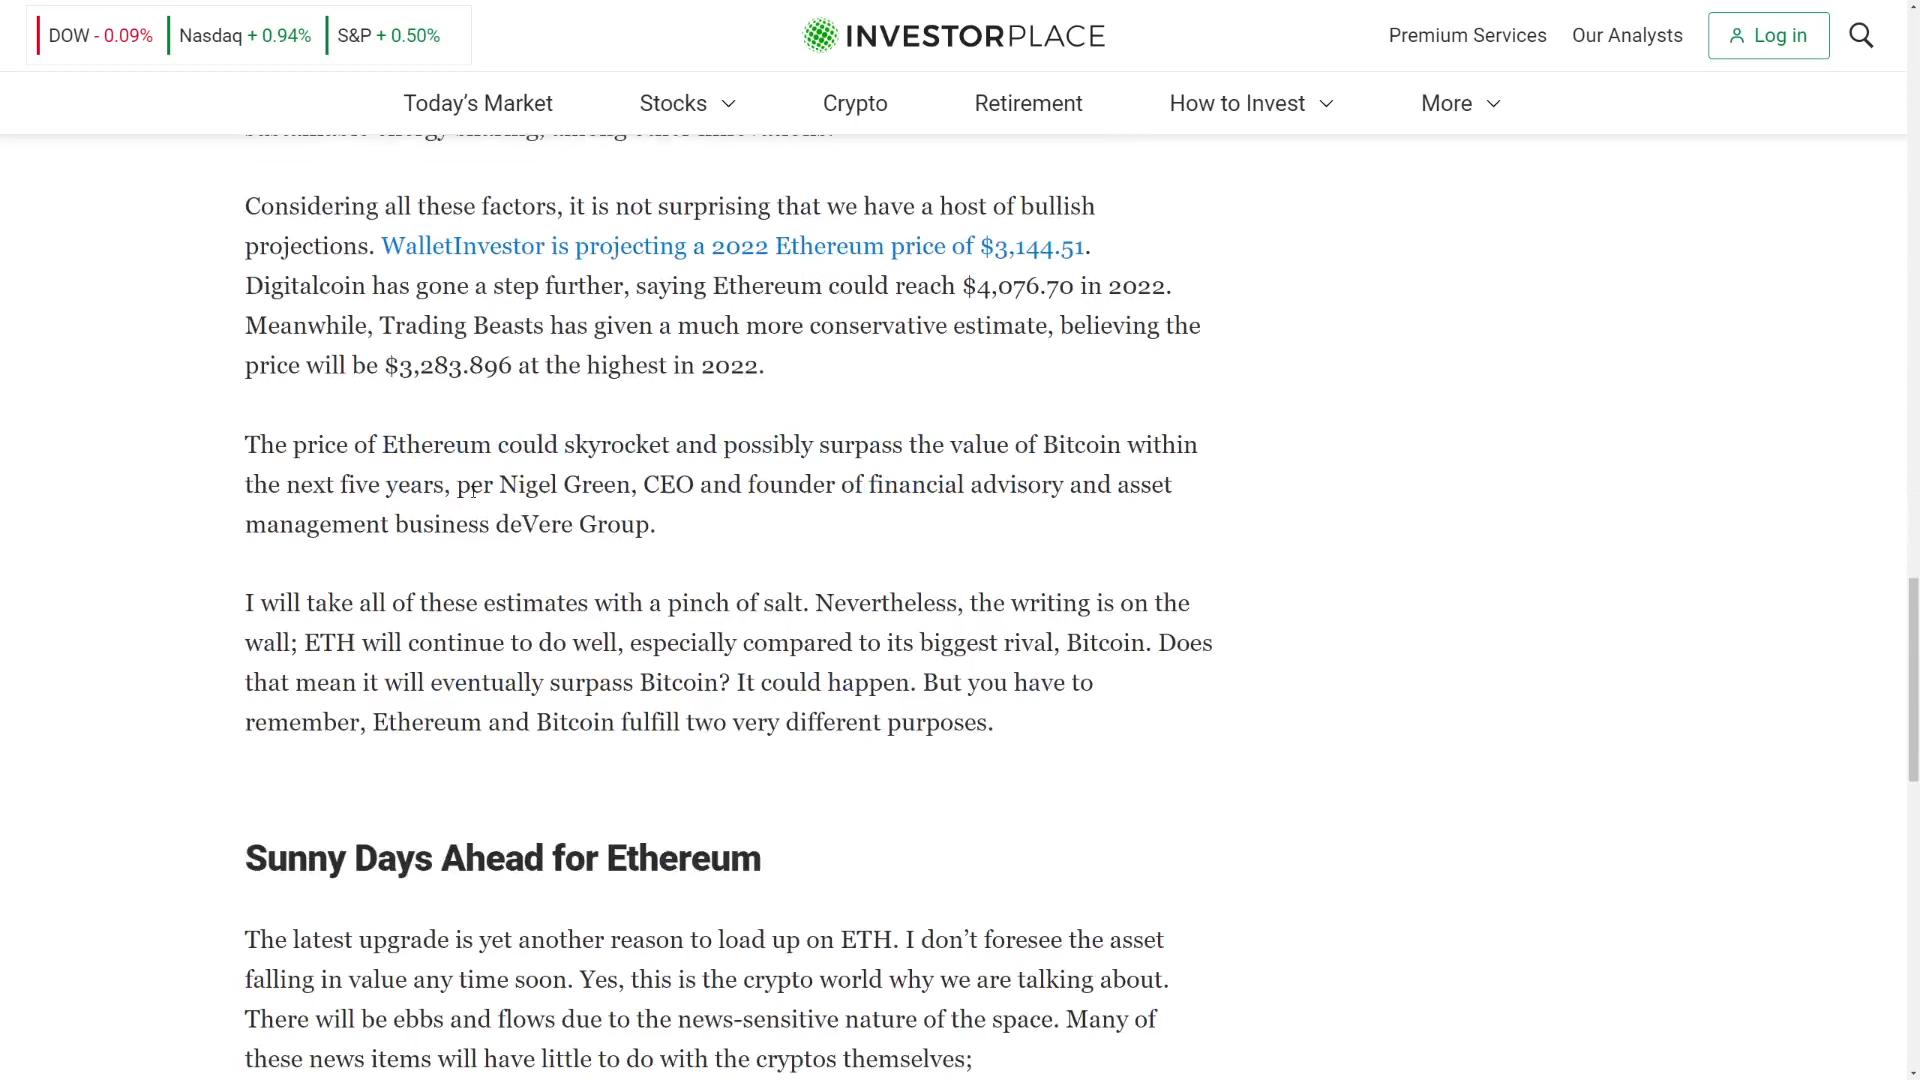 DOW - 0.09% Nasdaq + 0.94% S&P + 0.50%
INVESTORPLACE
Premium Services Our Analysts Log in
Today’s Market Stocks Crypto Retirement How to Invest More
sustainable energy sharing, among other innovations.
Considering all these factors, it is not surprising that we have a host of bullish
projections. WalletInvestor is projecting a 2022 Ethereum price of $3,144.51.
Digitalcoin has gone a step further, saying Ethereum could reach $4,076.70 in 2022.
Meanwhile, Trading Beasts has given a much more conservative estimate, believing the
price will be $3,283.896 at the highest in 2022.
The price of Ethereum could skyrocket and possibly surpass the value of Bitcoin within
the next five years, per Nigel Green, CEO and founder of financial advisory and asset
management business deVere Group.
I will take all of these estimates with a pinch of salt. Nevertheless, the writing is on the
wall; ETH will continue to do well, especially compared to its biggest rival, Bitcoin. Does
that mean it will eventually surpass Bitcoin? It could happen. But you have to
remember, Ethereum and Bitcoin fulfill two very different purposes.
Sunny Days Ahead for Ethereum
The latest upgrade is yet another reason to load up on ETH. I don’t foresee the asset
falling in value any time soon. Yes, this is the crypto world why we are talking about.
There will be ebbs and flows due to the news-sensitive nature of the space. Many of
these news items will have little to do with the cryptos themselves;